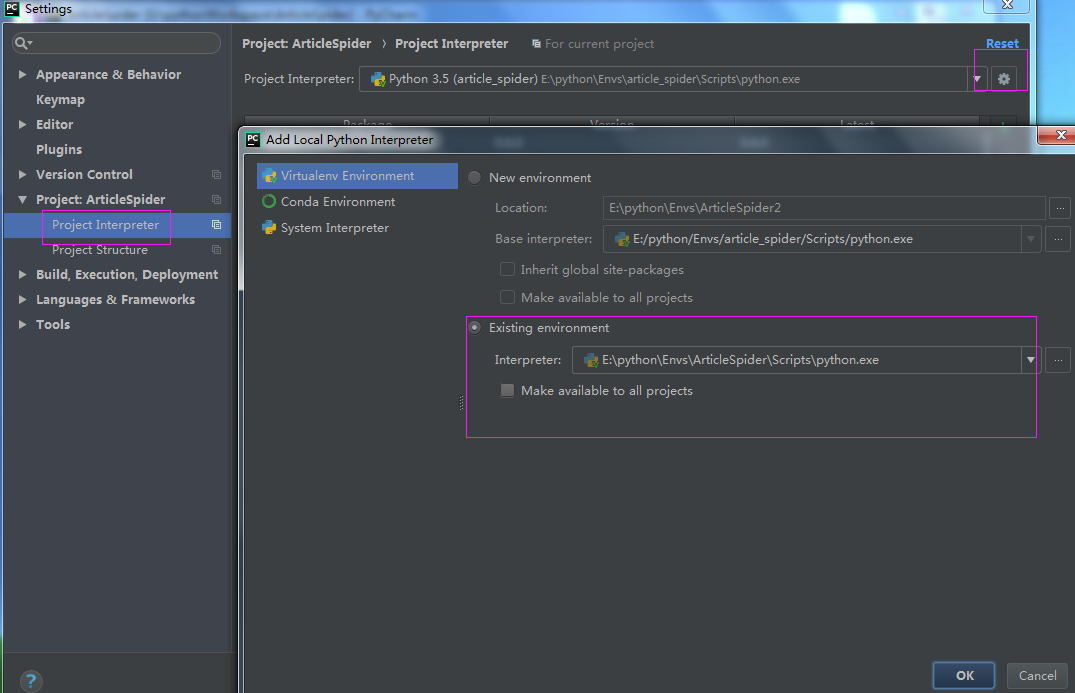 PC Settings
Project: ArticleSpider › Project Interpreter For current project Reset
Project Interpreter: Python 3.5 (article_spider) E:\python\Envs\article_spider\Scripts\python.exe
Appearance & Behavior
Keymap
Editor
Plugins
Version Control
Project: ArticleSpider
Project Interpreter
Project Structure
Build, Execution, Deployment
Languages & Frameworks
Tools
?
Package Version Latest
PC Add Local Python Interpreter
Virtualenv Environment
Conda Environment
System Interpreter
New environment
Location: E:\python\Envs\ArticleSpider2 ...
Base interpreter: E:/python/Envs/article_spider/Scripts/python.exe ...
Inherit global site-packages
Make available to all projects
Existing environment
Interpreter: E:\python\Envs\ArticleSpider\Scripts\python.exe ...
Make available to all projects
OK Cancel